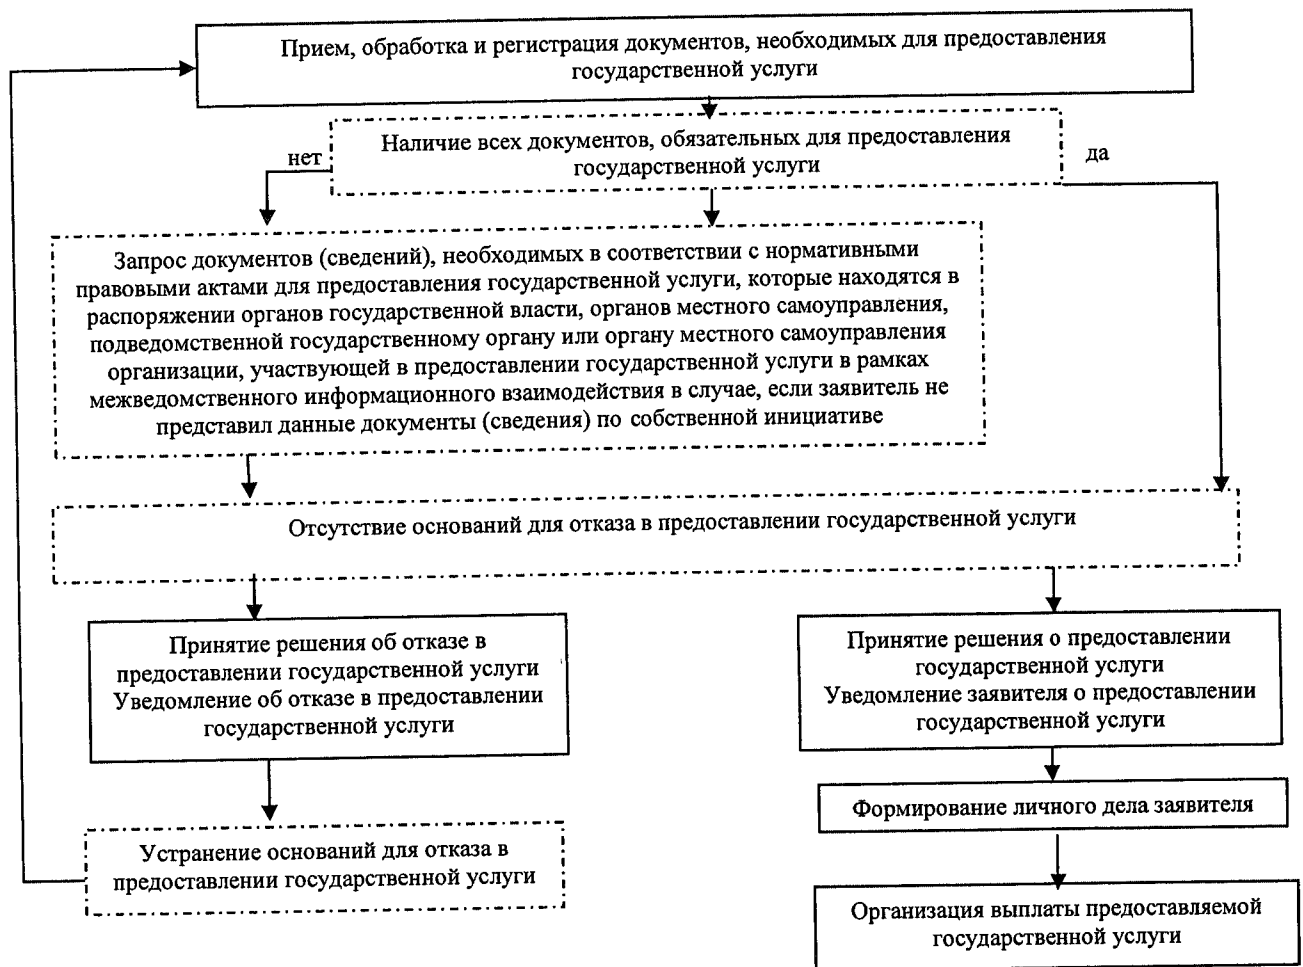 Прием, обработка и регистрация документов, необходимых для предоставления
государственной услуги
Наличие всех документов, обязательных для предоставления
государственной услуги
нет
да
Запрос документов (сведений), необходимых в соответствии с нормативными
правовыми актами для предоставления государственной услуги, которые находятся в
распоряжении органов государственной власти, органов местного самоуправления,
подведомственной государственному органу или органу местного самоуправления
организации, участвующей в предоставлении государственной услуги в рамках
межведомственного информационного взаимодействия в случае, если заявитель не
представил данные документы (сведения) по собственной инициативе
Отсутствие оснований для отказа в предоставлении государственной услуги
Принятие решения об отказе в
предоставлении государственной услуги
Уведомление об отказе в предоставлении
государственной услуги
Принятие решения о предоставлении
государственной услуги
Уведомление заявителя о предоставлении
государственной услуги
Формирование личного дела заявителя
Устранение оснований для отказа в
предоставлении государственной услуги
Организация выплаты предоставляемой
государственной услуги